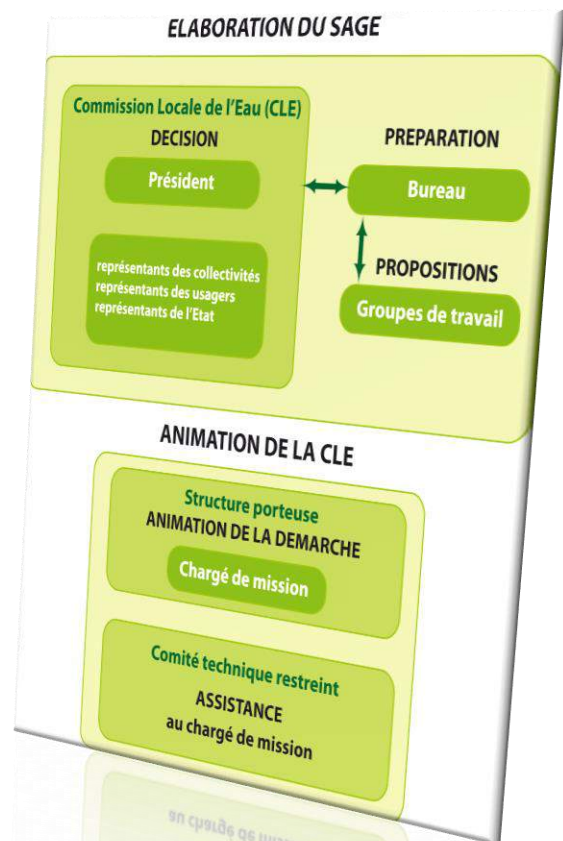 ELABORATION DU SAGE
Commission Locale de l'Eau (CLE)
DECISION
Président
représentants des collectivités
représentants des usagers
représentants de l'Etat
PREPARATION
Bureau
PROPOSITIONS
Groupes de travail
ANIMATION DE LA CLE
Structure porteuse
ANIMATION DE LA DEMARCHE
Chargé de mission
Comité technique restreint
ASSISTANCE
au chargé de mission